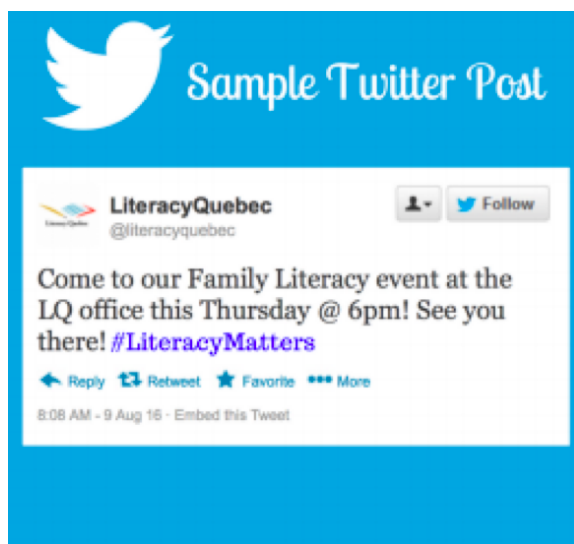 Sample Twitter Post
LiteracyQuebec
@literacyquebec
Follow
Come to our Family Literacy event at the
LQ office this Thursday @ 6pm! See you
there! #LiteracyMatters
Reply Retweet Favorite More
8:08 AM - 9 Aug 16 · Embed this Tweet